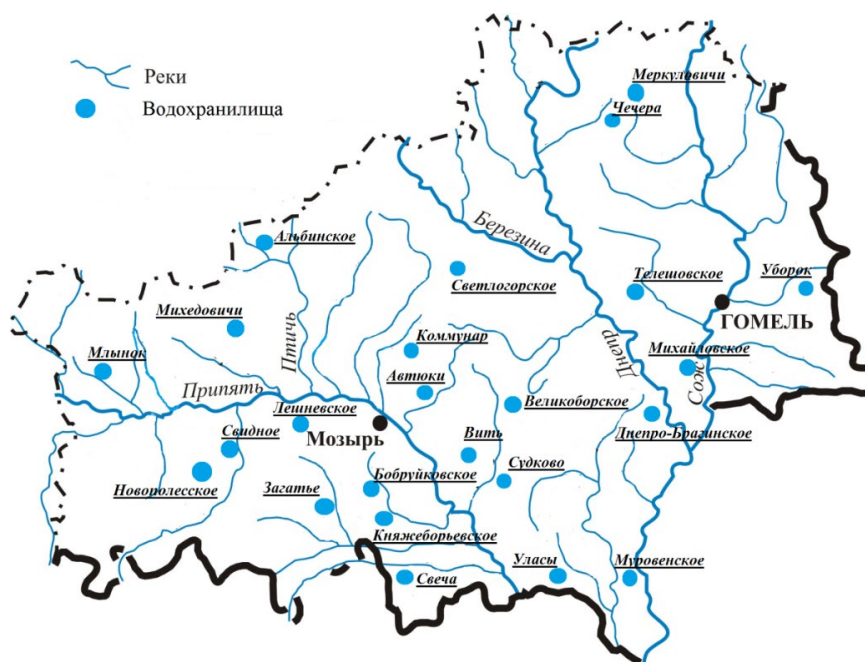 Реки
Водохранилища
Меркуловичи
Чечера
Березина
Альбинское
Светлогорское
Телешовское
Уборок
ГОМЕЛЬ
Михедовичи
Птичь
Коммунар
Днепр
Михайловское
Сож
Млынок
Припять
Автюки
Великоборское
Лешневское
Мозырь
Свидное
Вить
Днепро-Брагинское
Судково
Бобруйковское
Новоролесское
Загатье
Княжеборьевское
Свеча
Уласы
Муровенское